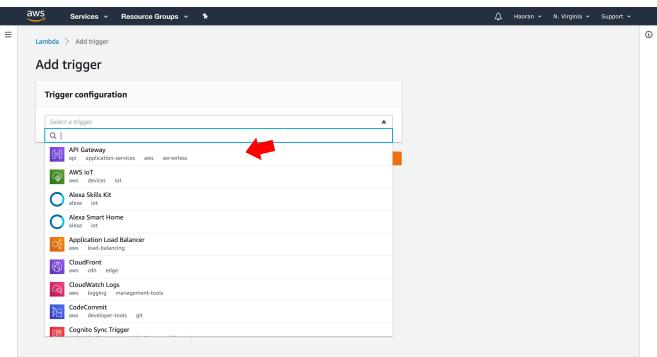 aws Services Resource Groups Haoran N. Virginia Support
Lambda > Add trigger
Add trigger
Trigger configuration
Select a trigger
API Gateway
api application-services aws serverless
AWS IoT
aws devices iot
Alexa Skills Kit
alexa iot
Alexa Smart Home
alexa iot
Application Load Balancer
aws load-balancing
CloudFront
aws cdn edge
CloudWatch Logs
aws logging management-tools
CodeCommit
aws developer-tools git
Cognito Sync Trigger